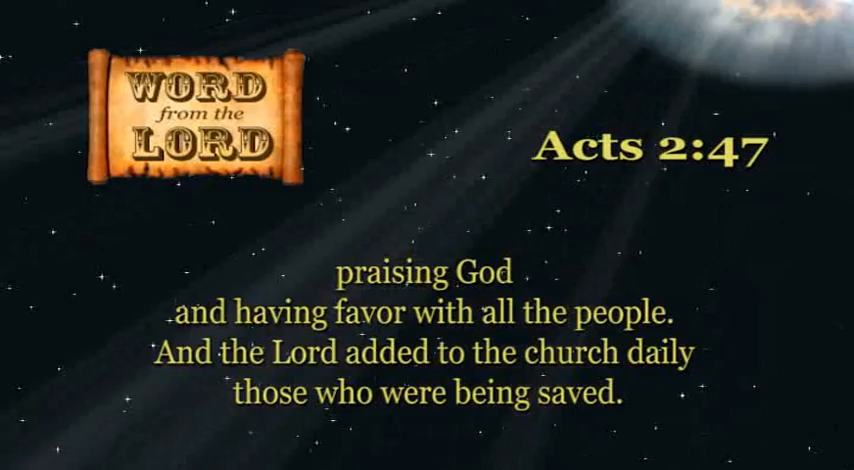 WORD
from the
LORD
Acts 2:47
praising God
and having favor with all the people.
And the Lord added to the church daily
those who were being saved.